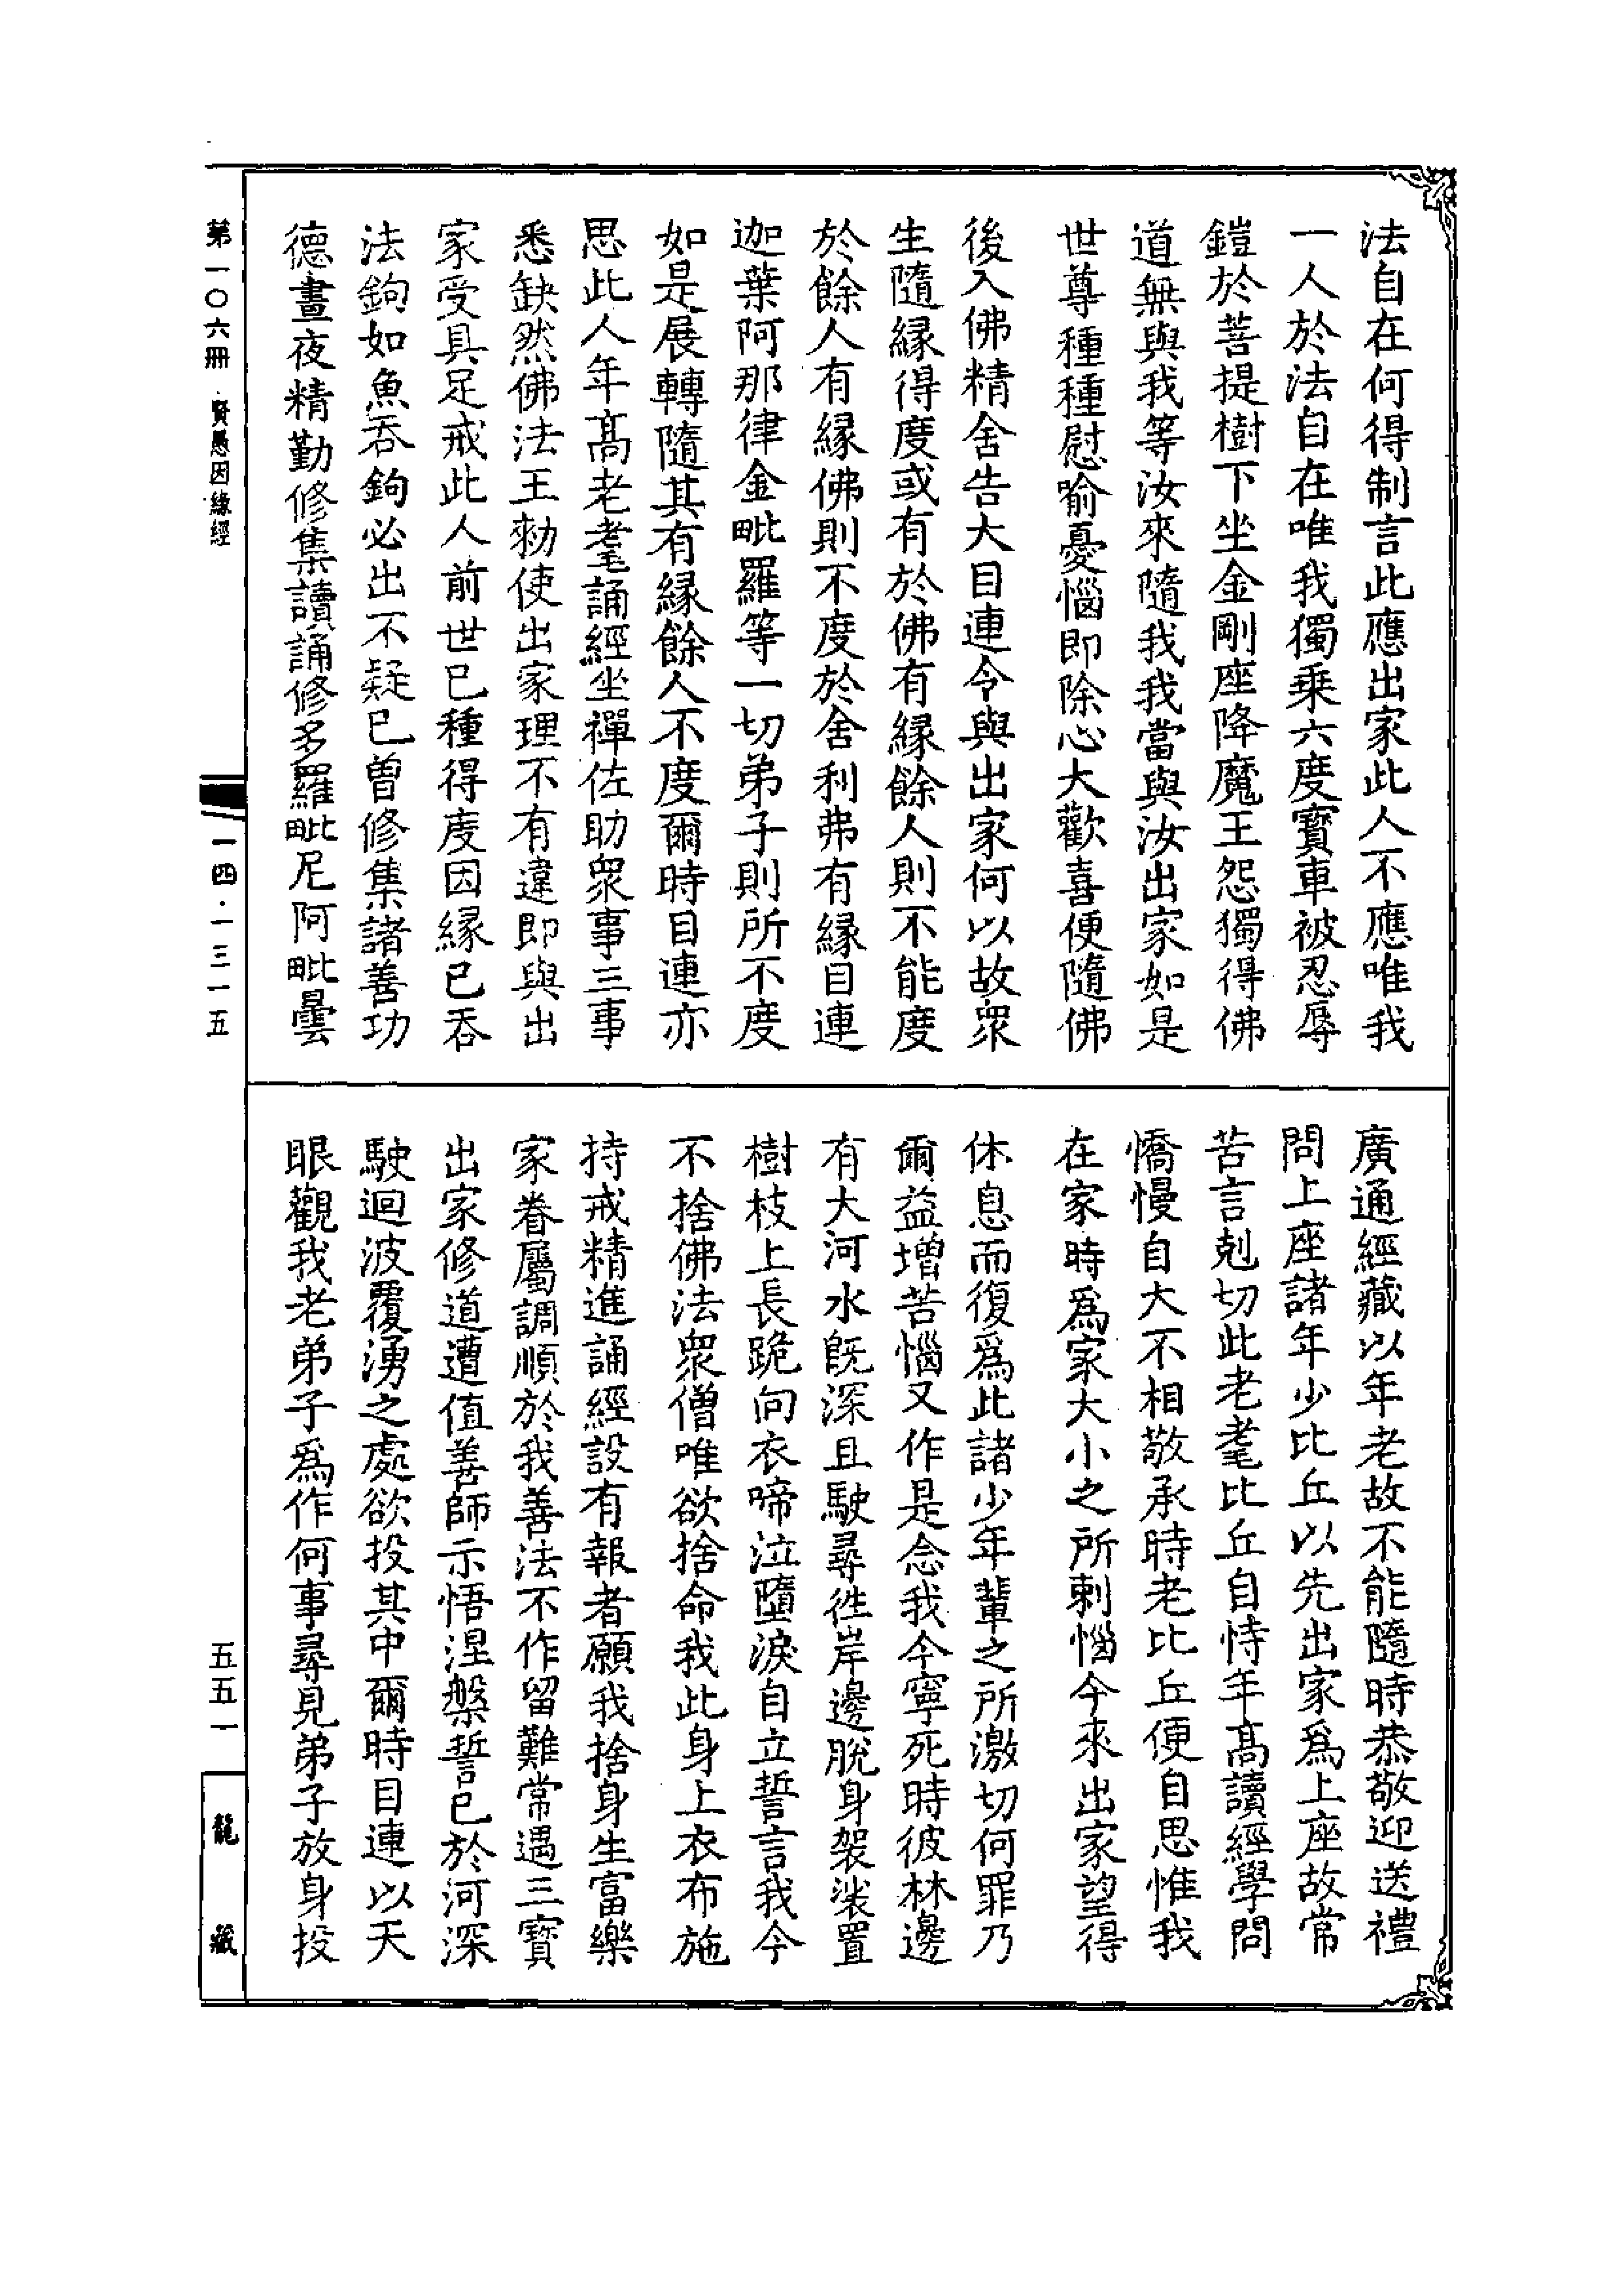 法自在何得制言此應出家此人不應唯我
一人於法自在唯我獨乗六度寳車被忍辱
鎧於菩提樹下坐金剛座降魔王怨獨得佛
道無與我等汝來隨我我當與汝出家如是
世尊種種慰喻憂惱即除心大歡喜便隨佛
後入佛精舍告大目連令與出家何以故衆
生隨緣得度或有於佛有緣餘人則不能度
於餘人有緣佛則不度於舍利弗有緣目連
迦葉阿那律金毗羅等一切弟子則所不度
如是展轉隨其有緣餘人不度爾時目連亦
思此人年髙老耄誦經坐禪佐助衆事三事
悉缺然佛法王勑使出家理不有違即與出
家受具足戒此人前世已種得度因緣已吞
法鉤如魚吞鉤必出不疑已曽修集諸善功
德晝夜精勤修集讀誦修多羅毗尼阿毗曇
廣通經藏以年老故不能隨時恭敬迎送禮
問上座諸年少比丘以先出家爲上座故常
苦言剋切此老耄比丘自恃年髙讀經學問
憍慢自大不相敬承時老比丘便自思惟我
在家時爲家大小之所剌惱今來出家望得
休息而復爲此諸少年輩之所激切何罪乃
爾益增苦惱又作是念我今寧死時彼林邊
有大河水既深且駛尋徃岸邊脫身袈裟置
樹枝上長跪向衣啼泣墮淚自立誓言我今
不捨佛法衆僧唯欲捨命我此身上衣布施
持戒精進誦經設有報者願我捨身生富樂
家眷屬調順於我善法不作留難常遇三寳
出家修道遭值善師示悟涅槃誓已於河深
駛迴波覆湧之處欲投其中爾時目連以天
眼觀我老弟子爲作何事尋見弟子放身投
第一〇六冊　賢愚因緣經
一四·一三一五
五五一
龍藏